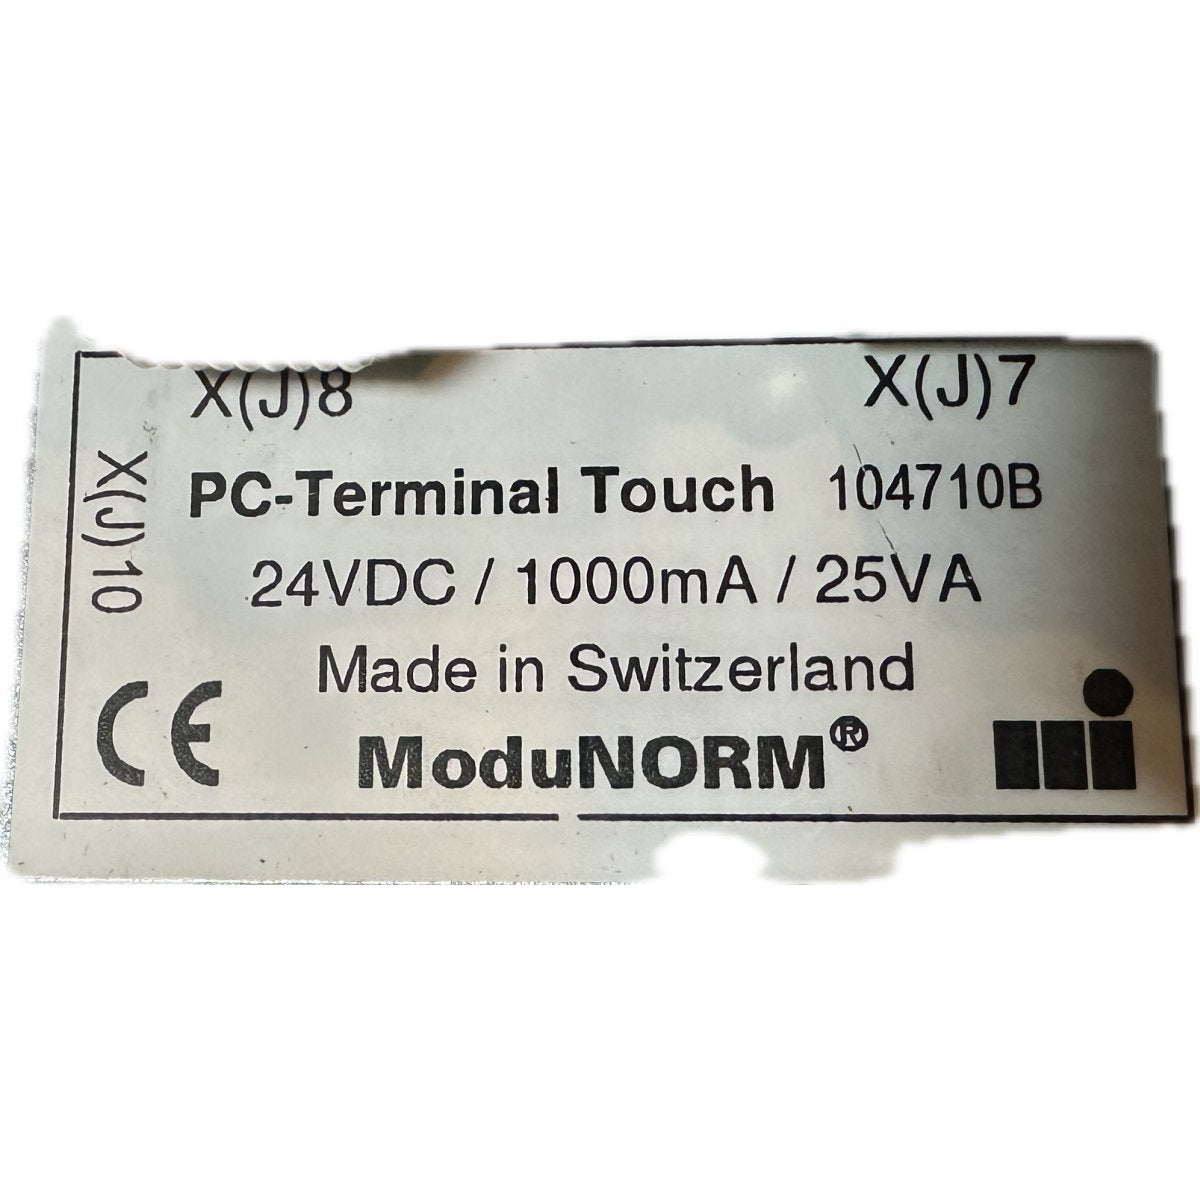 X(J)8 X(J)7
X(J)10
PC-Terminal Touch 104710B
24VDC / 1000mA / 25VA
Made in Switzerland
CE ModuNORM®